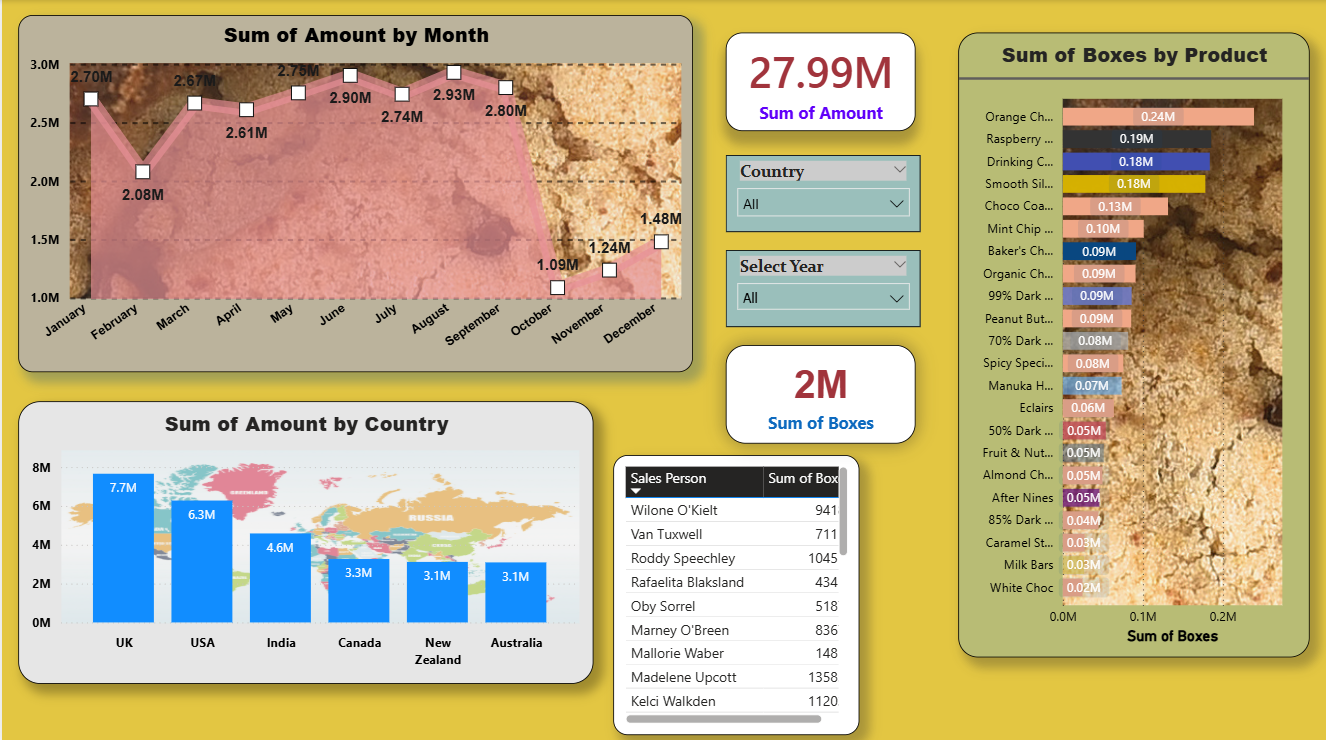 Sum of Amount by Month
3.0M
2.5M
2.0M
1.5M
1.0M
2.70M
2.08M
2.67M
2.61M
2.75M
2.90M
2.74M
2.93M
2.80M
1.09M
1.24M
1.48M
January
February
March
April
May
June
July
August
September
October
November
December
27.99M
Sum of Amount
Country
All
Select Year
All
2M
Sum of Boxes
Sum of Boxes by Product
Orange Ch... 0.24M
Raspberry ... 0.19M
Drinking C... 0.18M
Smooth Sil... 0.18M
Choco Coa... 0.13M
Mint Chip ... 0.10M
Baker's Ch... 0.09M
Organic Ch... 0.09M
99% Dark ... 0.09M
Peanut But... 0.09M
70% Dark ... 0.08M
Spicy Speci... 0.08M
Manuka H... 0.07M
Eclairs 0.06M
50% Dark ... 0.05M
Fruit & Nut... 0.05M
Almond Ch... 0.05M
After Nines 0.05M
85% Dark ... 0.04M
Caramel St... 0.03M
Milk Bars 0.03M
White Choc 0.02M
0.0M 0.1M 0.2M
Sum of Boxes
Sum of Amount by Country
8M
6M
4M
2M
0M
7.7M
6.3M
4.6M
3.3M
3.1M
3.1M
GREENLAND
RUSSIA
UK
USA
India
Canada
New
Zealand
Australia
Sales Person Sum of Box
Wilone O'Kielt 941
Van Tuxwell 711
Roddy Speechley 1045
Rafaelita Blaksland 434
Oby Sorrel 518
Marney O'Breen 836
Mallorie Waber 148
Madelene Upcott 1358
Kelci Walkden 1120